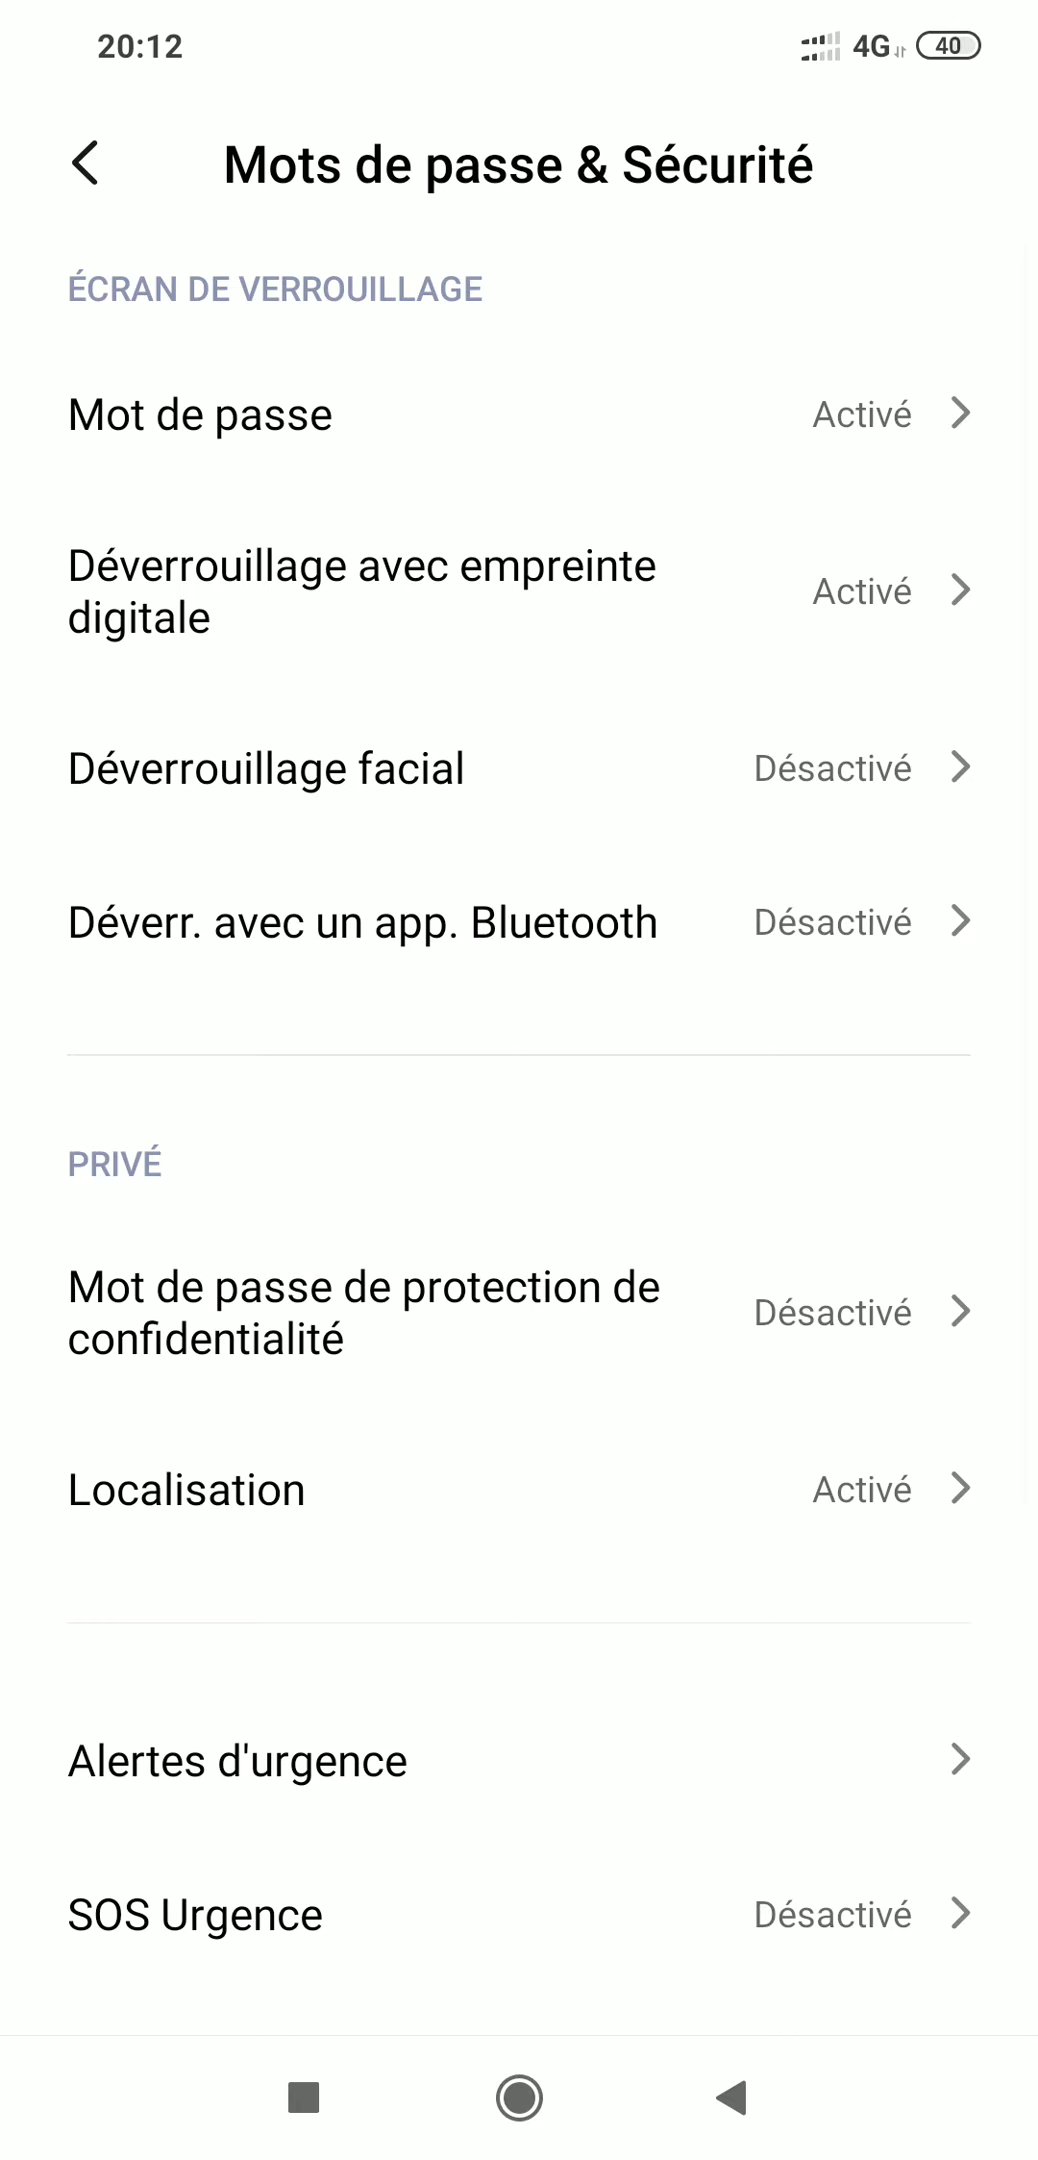 20:12 4G 40
Mots de passe & Sécurité
ÉCRAN DE VERROUILLAGE
Mot de passe Activé
Déverrouillage avec empreinte
digitale Activé
Déverrouillage facial Désactivé
Déverr. avec un app. Bluetooth Désactivé
PRIVÉ
Mot de passe de protection de
confidentialité Désactivé
Localisation Activé
Alertes d'urgence
SOS Urgence Désactivé